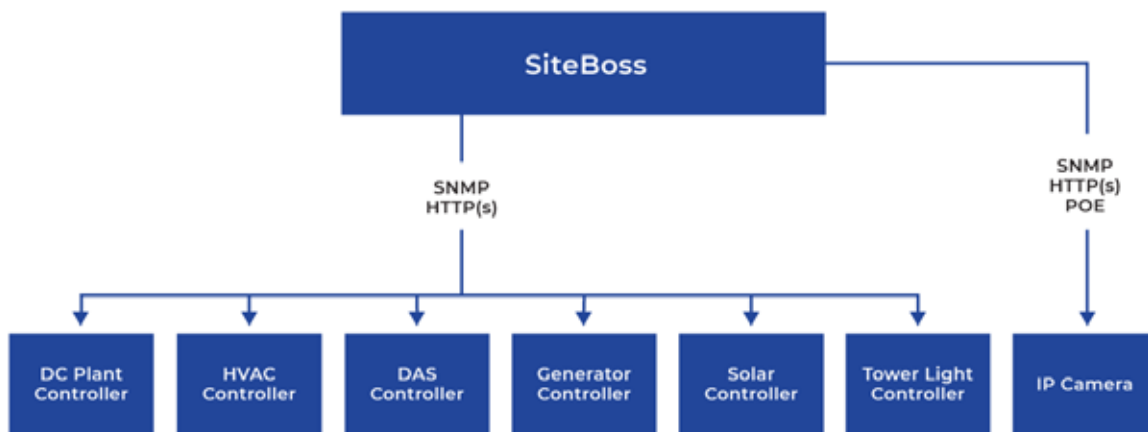 SiteBoss
SNMP
HTTP(s)
SNMP
HTTP(s)
POE
DC Plant
Controller
HVAC
Controller
DAS
Controller
Generator
Controller
Solar
Controller
Tower Light
Controller
IP Camera